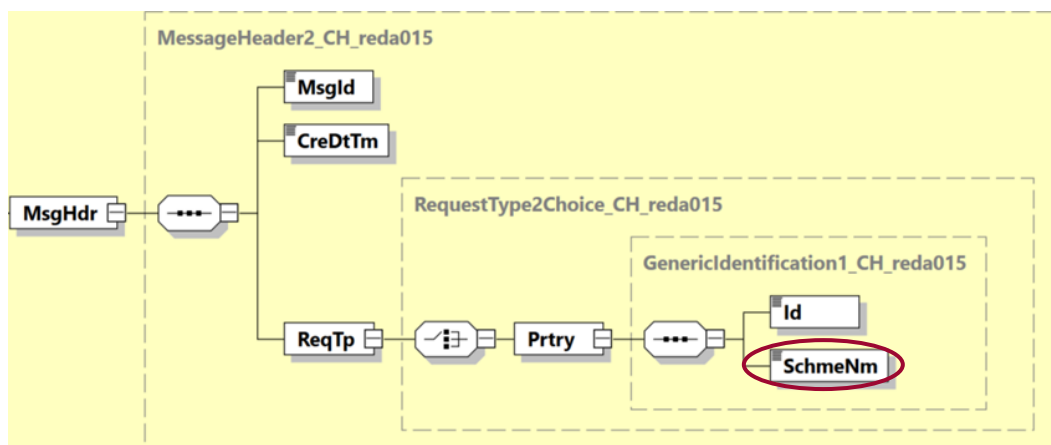 MessageHeader2_CH_reda015
MsgId
CreDtTm
MsgHdr
RequestType2Choice_CH_reda015
GenericIdentification1_CH_reda015
Id
ReqTp
Prtry
SchmeNm